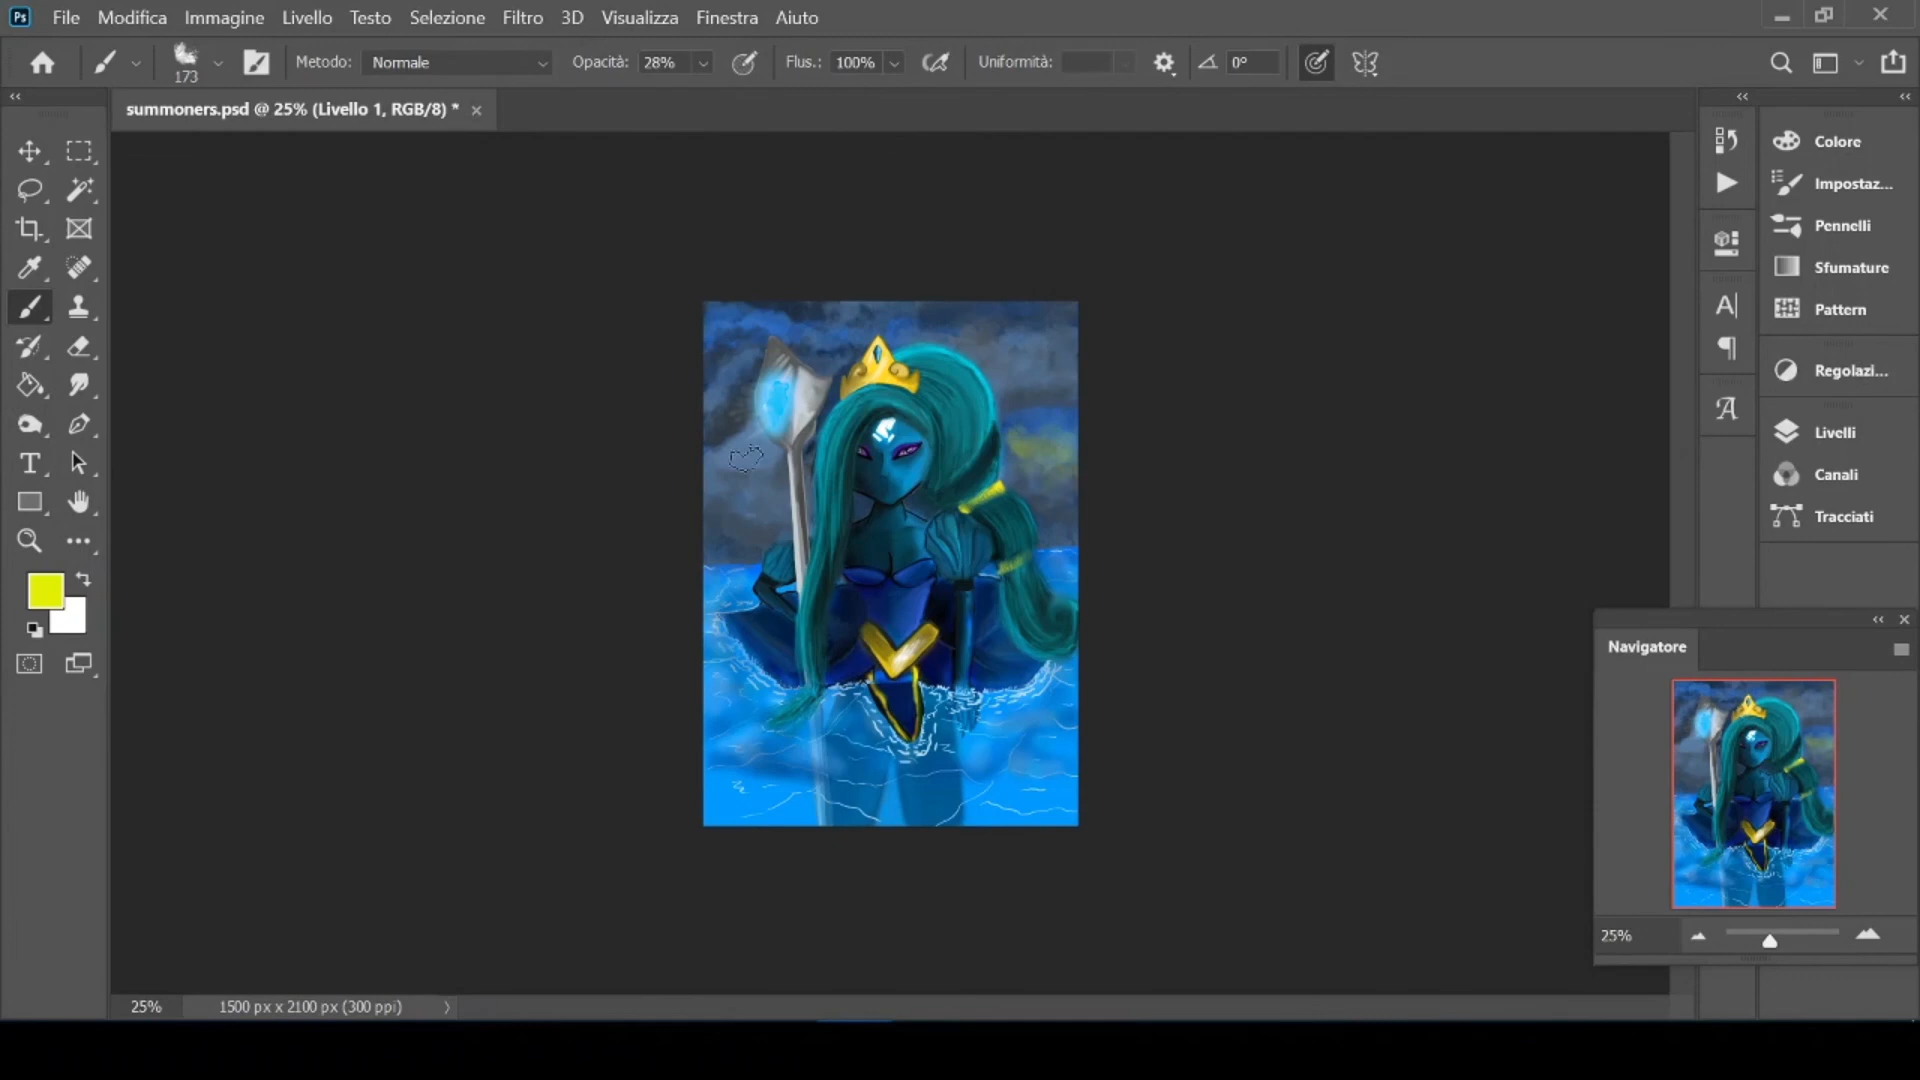 Ps File Modifica Immagine Livello Testo Selezione Filtro 3D Visualizza Finestra Aiuto
173 Metodo: Normale Opacità: 28% Flus.: 100% Uniformità: 0°
summoners.psd @ 25% (Livello 1, RGB/8) *
Colore
Impostaz...
Pennelli
Sfumature
Pattern
Regolazi...
Livelli
Canali
Tracciati
Navigatore
25%
25% 1500 px x 2100 px (300 ppi)